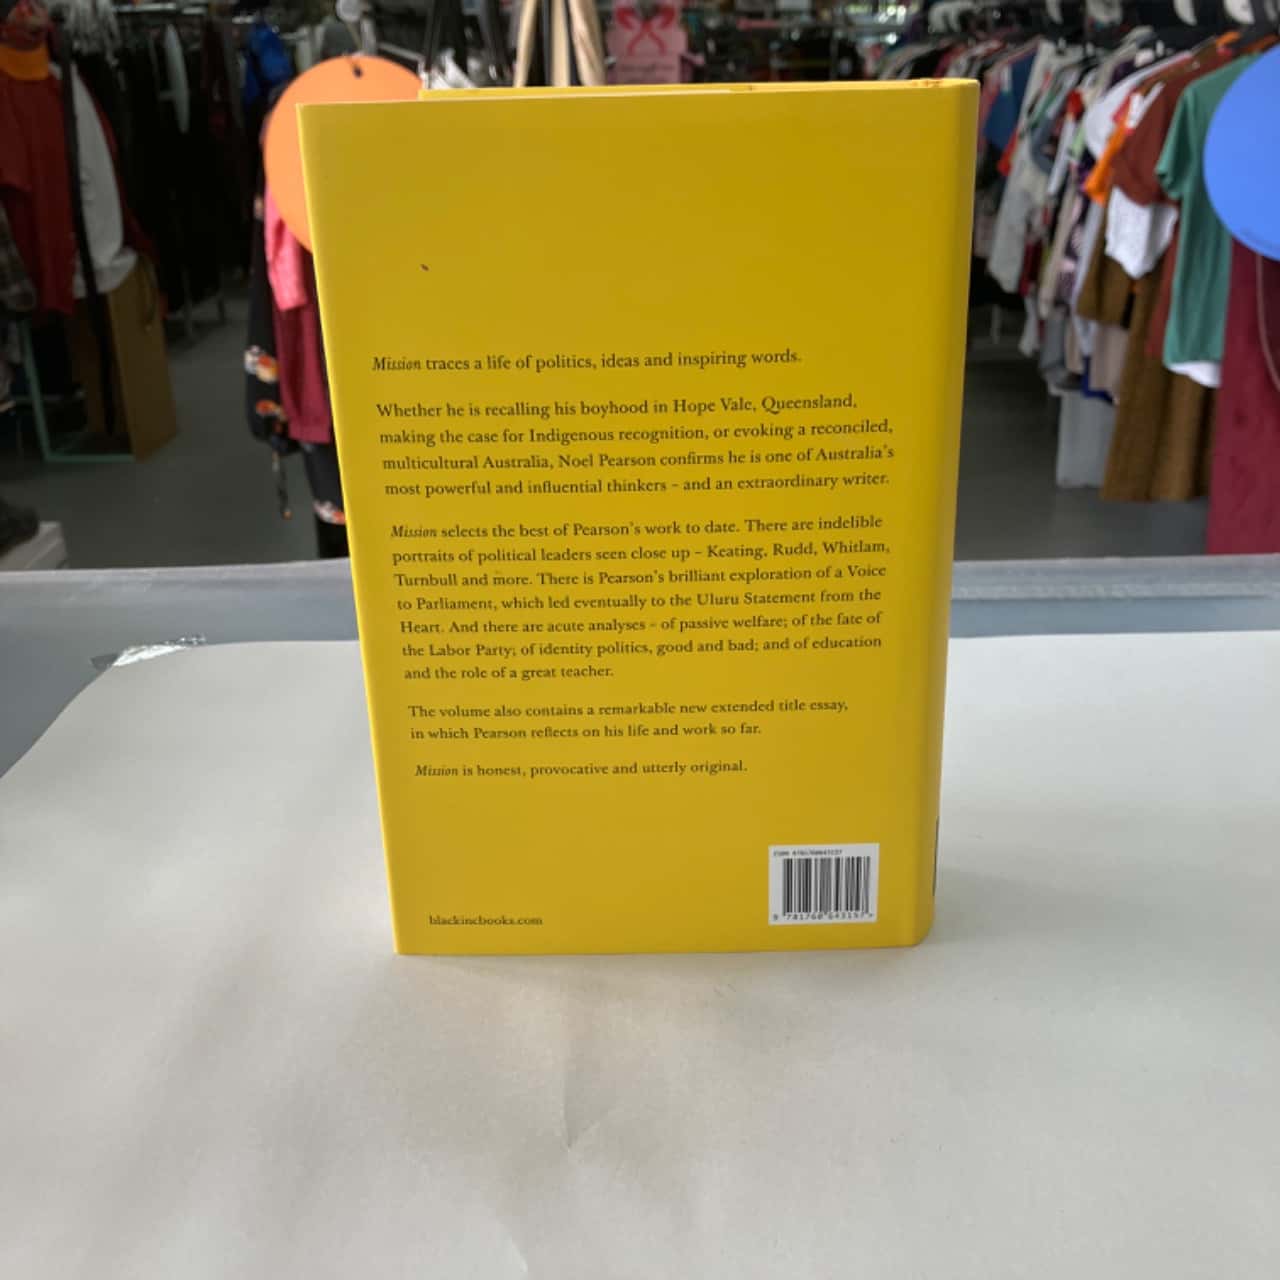 Mission traces a life of politics, ideas and inspiring words.
Whether he is recalling his boyhood in Hope Vale, Queensland,
making the case for Indigenous recognition, or evoking a reconciled,
multicultural Australia, Noel Pearson confirms he is one of Australia's
most powerful and influential thinkers – and an extraordinary writer.
Mission selects the best of Pearson's work to date. There are indelible
portraits of political leaders seen close up – Keating, Rudd, Whitlam,
Turnbull and more. There is Pearson's brilliant exploration of a Voice
to Parliament, which led eventually to the Uluru Statement from the
Heart. And there are acute analyses – of passive welfare; of the fate of
the Labor Party; of identity politics, good and bad; and of education
and the role of a great teacher.
The volume also contains a remarkable new extended title essay,
in which Pearson reflects on his life and work so far.
Mission is honest, provocative and utterly original.
ISBN 9781760643157
9 781760 643157 >
blackincbooks.com